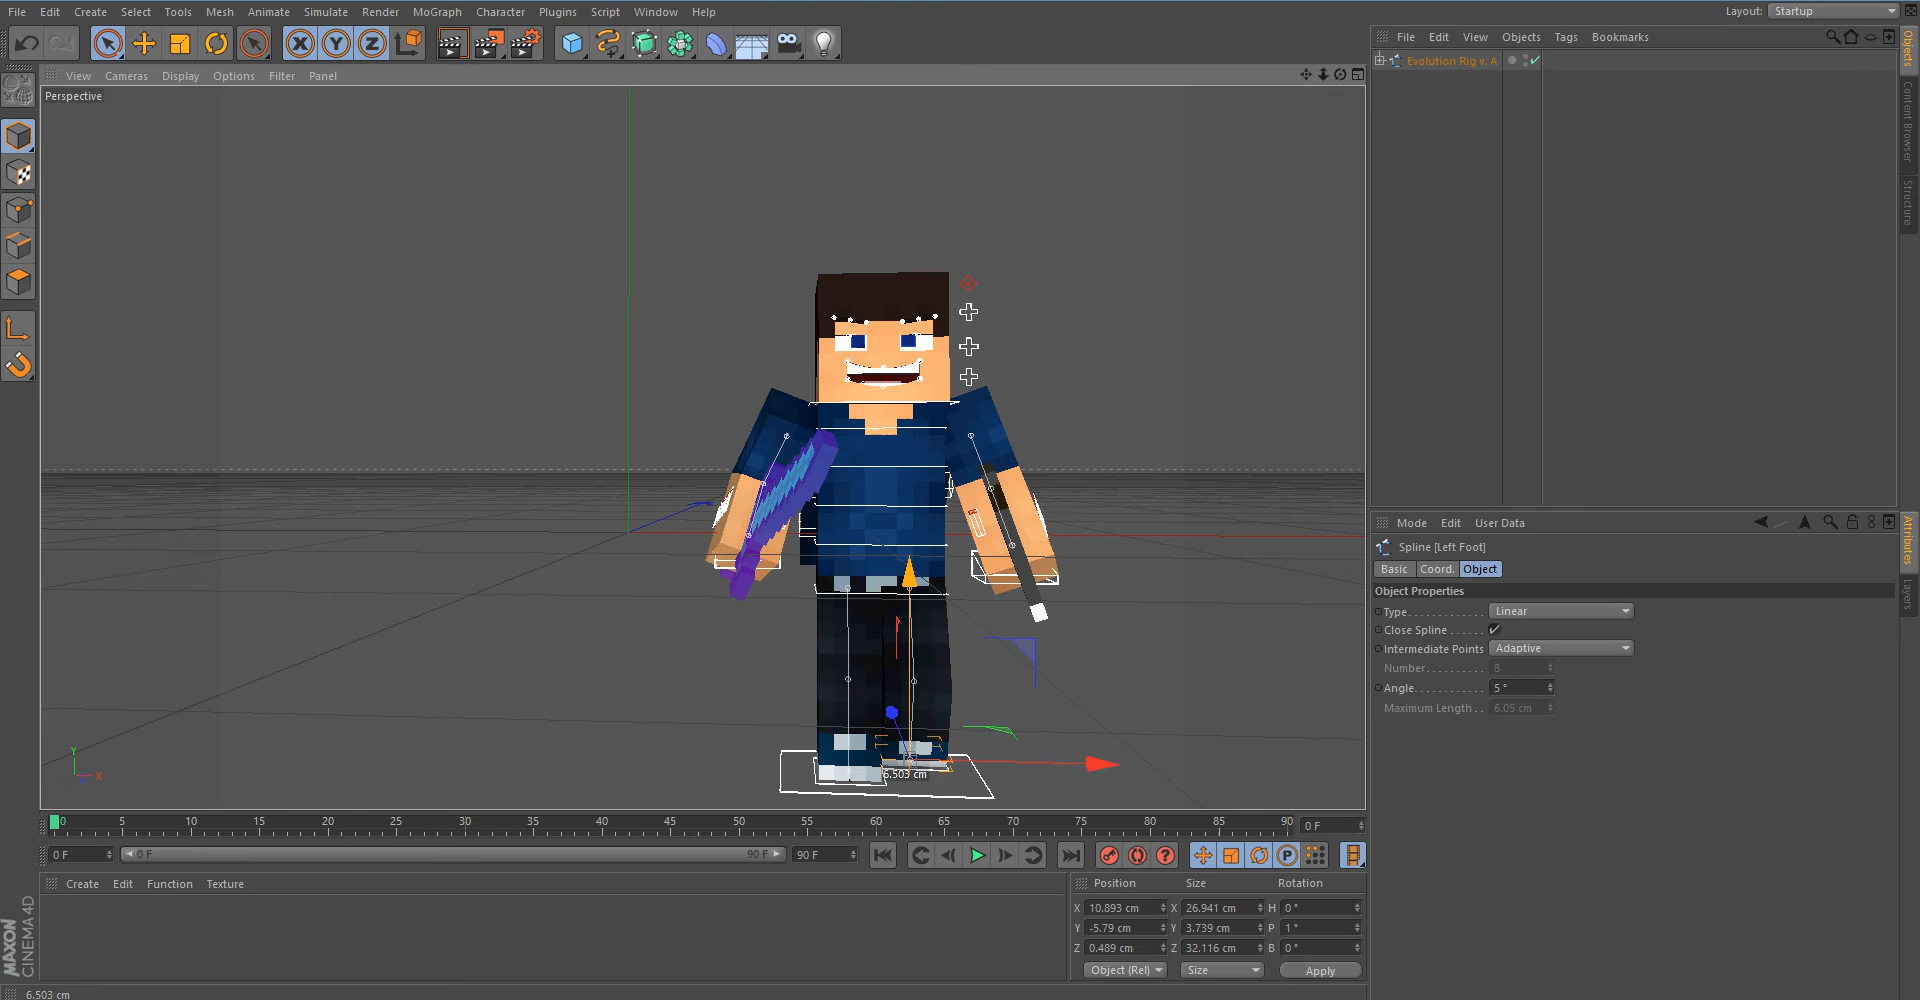 File Edit Create Select Tools Mesh Animate Simulate Render MoGraph Character Plugins Script Window Help
Layout: Startup
X Y Z
File Edit View Objects Tags Bookmarks
Evolution Rig v. A
Objects
Content Browser
Structure
View Cameras Display Options Filter Panel
Perspective
6.503 cm
Y
X
Mode Edit User Data
Attributes
Layers
Spline [Left Foot]
Basic Coord. Object
Object Properties
Type. . . . . . . . . . . . Linear
Close Spline . . . . . .
Intermediate Points Adaptive
Number. . . . . . . . . . 8
Angle. . . . . . . . . . . 5 °
Maximum Length . . 6.05 cm
0 5 10 15 20 25 30 35 40 45 50 55 60 65 70 75 80 85 90
0 F
0 F 0 F 90 F 90 F
P
Create Edit Function Texture
Position Size Rotation
X 10.893 cm X 26.941 cm H 0 °
Y -5.79 cm Y 3.739 cm P 1 °
Z 0.489 cm Z 32.116 cm B 0 °
Object (Rel) Size Apply
MAXON
CINEMA 4D
6.503 cm